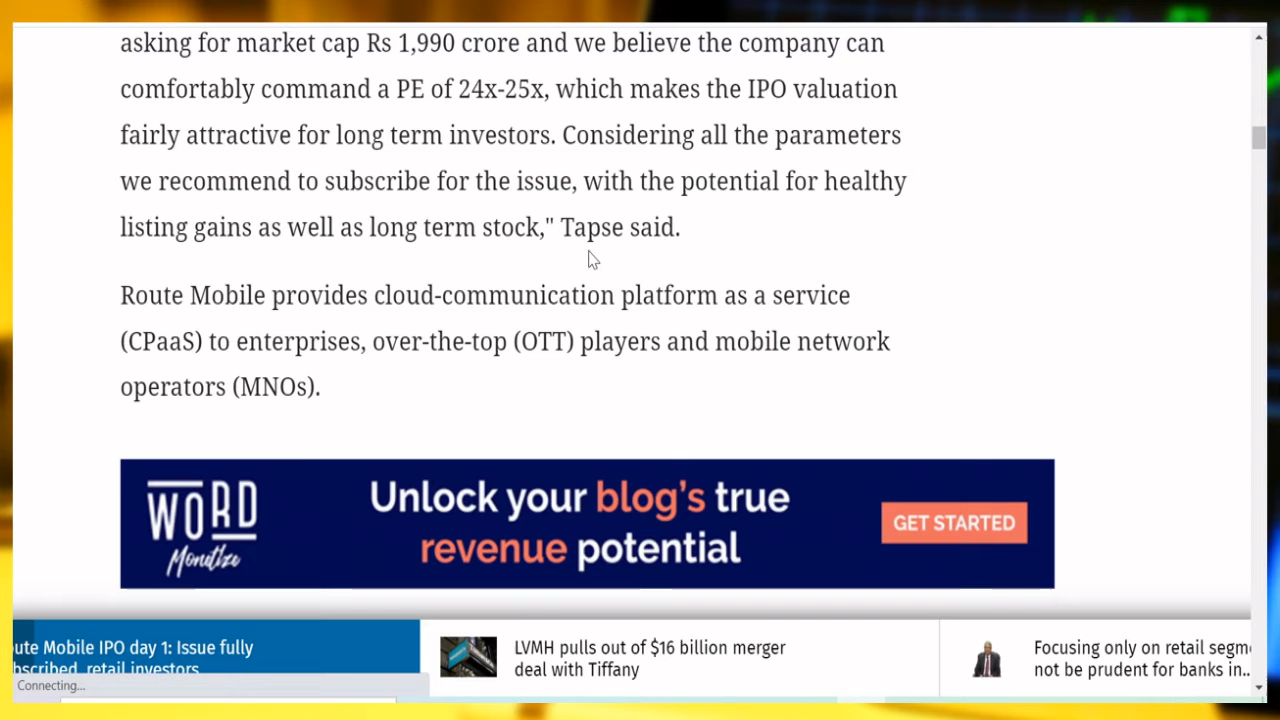 asking for market cap Rs 1,990 crore and we believe the company can
comfortably command a PE of 24x-25x, which makes the IPO valuation
fairly attractive for long term investors. Considering all the parameters
we recommend to subscribe for the issue, with the potential for healthy
listing gains as well as long term stock," Tapse said.
Route Mobile provides cloud-communication platform as a service
(CPaaS) to enterprises, over-the-top (OTT) players and mobile network
operators (MNOs).
WORD
Monetize
Unlock your blog's true
revenue potential
GET STARTED
ute Mobile IPO day 1: Issue fully
bscribed, retail investors
LVMH pulls out of $16 billion merger
deal with Tiffany
Focusing only on retail segm
not be prudent for banks in...
Connecting...